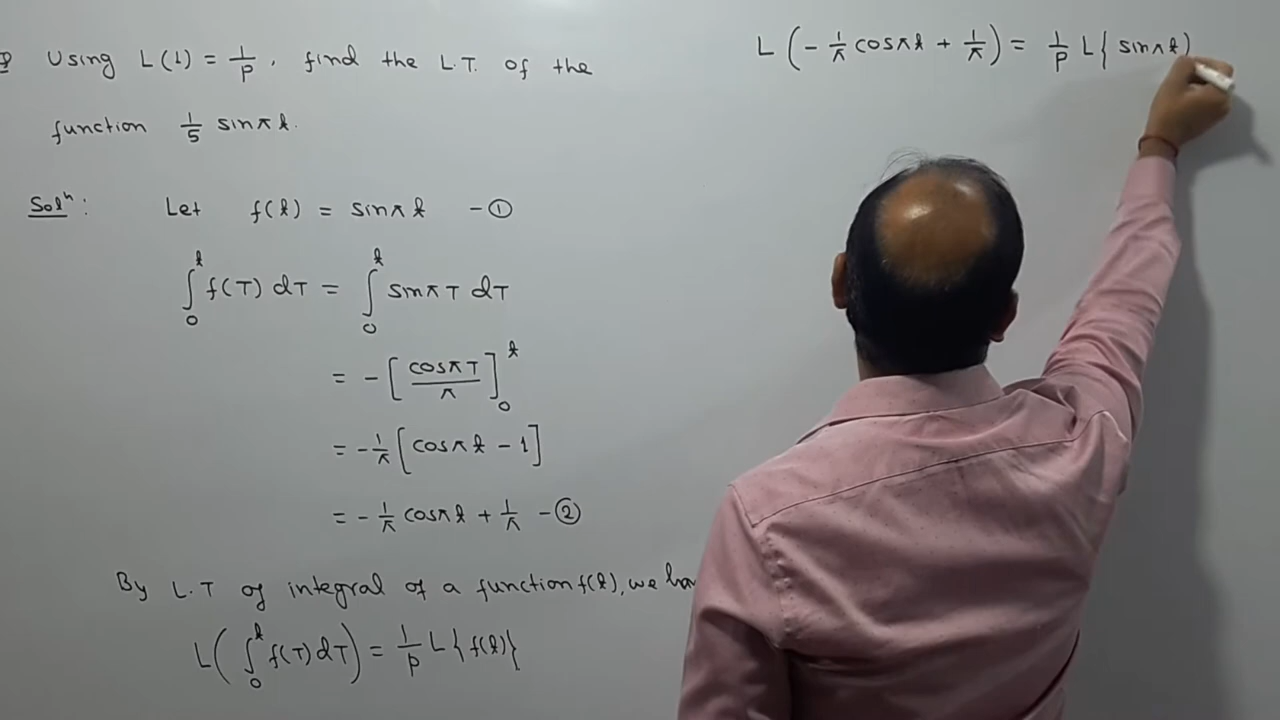 Q Using L(1) = 1/p, find the L.T. of the
function 1/5 sinπt.
Solⁿ: Let f(t) = sinπt - ①
∫₀ᵗ f(T) dT = ∫₀ᵗ sinπT dT
= - [cosπT/π]₀ᵗ
= -1/π [cosπt - 1]
= - 1/π cosπt + 1/π - ②
By L.T of integral of a function f(t), we hav
L( ∫₀ᵗ f(T) dT ) = 1/p L{f(t)}
L(- 1/π cosπt + 1/π) = 1/p L{ sinπt)